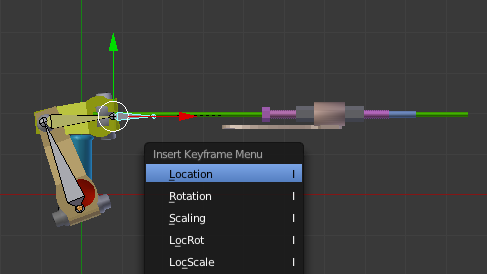 Insert Keyframe Menu
Location I
Rotation I
Scaling I
LocRot I
LocScale I